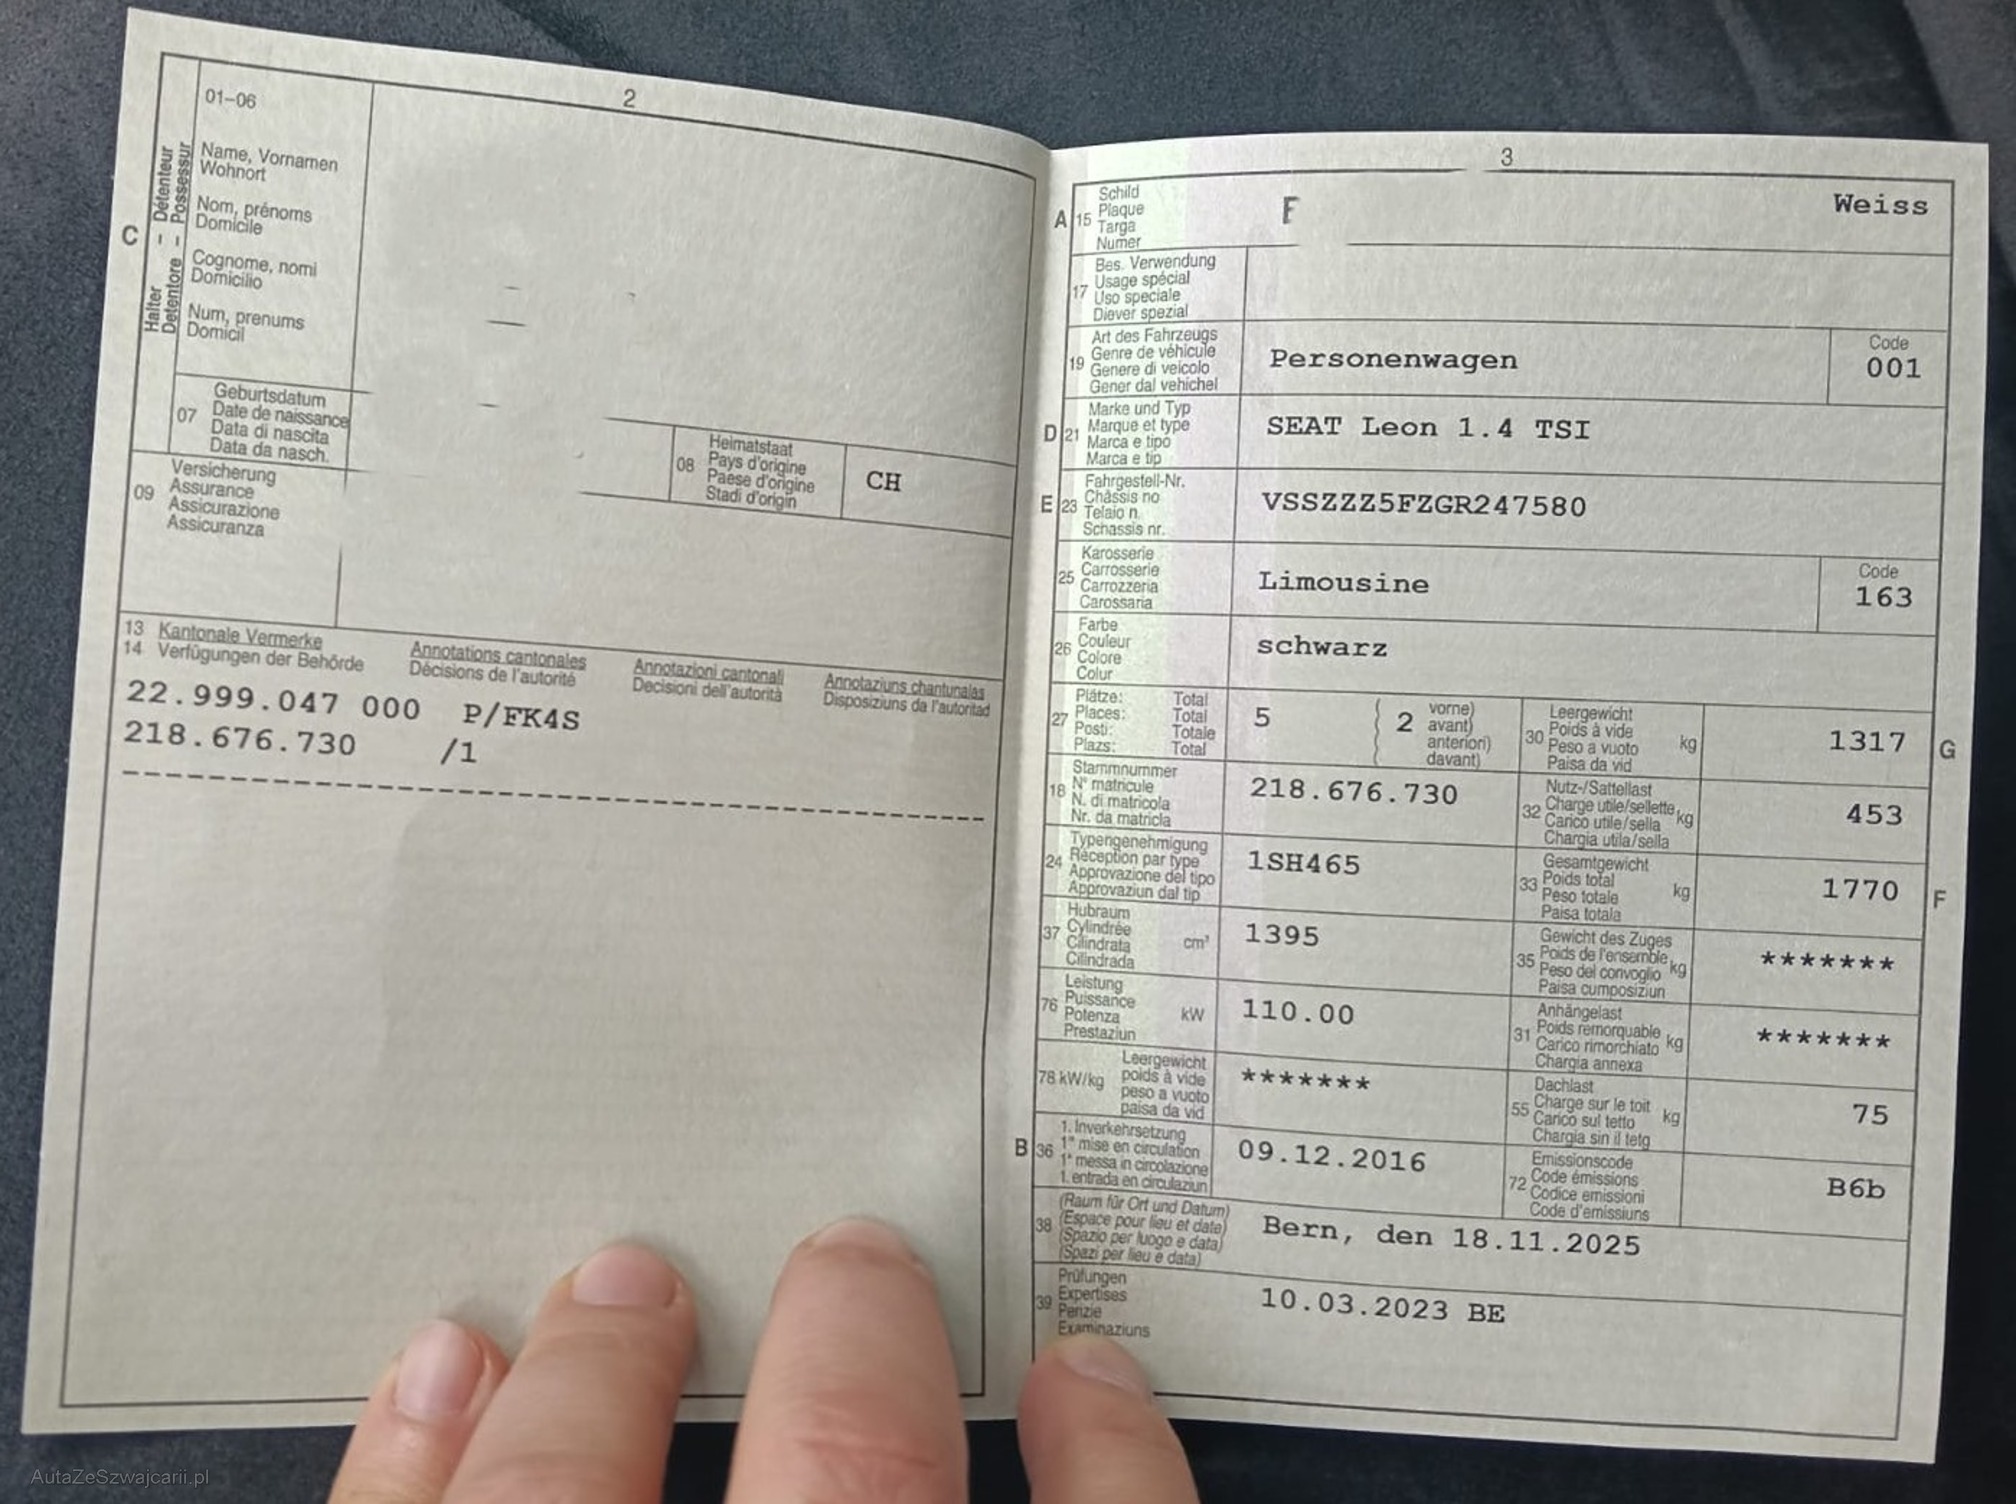 2
01–06
Name, Vornamen
Wohnort
Nom, prénoms
Domicile
Cognome, nomi
Domicilio
Num, prenums
Domicil
C
Halter – Détenteur
Detentore – Possessur
07
Geburtsdatum
Date de naissance
Data di nascita
Data da nasch.
08
Heimatstaat
Pays d'origine
Paese d'origine
Stadi d'origin
CH
09
Versicherung
Assurance
Assicurazione
Assicuranza
13 Kantonale Vermerke Annotations cantonales Annotazioni cantonali Annotaziuns chantunalas
14 Verfügungen der Behörde Décisions de l'autorité Decisioni dell'autorità Disposiziuns da l'autoritad
22.999.047 000 P/FK4S
218.676.730 /1
3
A 15
Schild
Plaque
Targa
Numer
F
Weiss
17
Bes. Verwendung
Usage spécial
Uso speciale
Diever spezial
19
Art des Fahrzeugs
Genre de véhicule
Genere di veicolo
Gener dal vehichel
Personenwagen
Code
001
D 21
Marke und Typ
Marque et type
Marca e tipo
Marca e tip
SEAT Leon 1.4 TSI
E 23
Fahrgestell-Nr.
Châssis no
Telaio n.
Schassis nr.
VSSZZZ5FZGR247580
25
Karosserie
Carrosserie
Carrozzeria
Carossaria
Limousine
Code
163
26
Farbe
Couleur
Colore
Colur
schwarz
27
Plätze: Total
Places: Total
Posti: Totale
Plazs: Total
5
2
vorne)
avant)
anteriori)
davant)
30
Leergewicht
Poids à vide
Peso a vuoto
Paisa da vid
kg
1317
G
18
Stammnummer
N° matricule
N. di matricola
Nr. da matricla
218.676.730
32
Nutz-/Sattellast
Charge utile/sellette
Carico utile/sella
Chargia utila/sella
kg
453
24
Typengenehmigung
Réception par type
Approvazione del tipo
Approvaziun dal tip
1SH465
33
Gesamtgewicht
Poids total
Peso totale
Paisa totala
kg
1770
F
37
Hubraum
Cylindrée
Cilindrata
Cilindrada
cm³
1395
35
Gewicht des Zuges
Poids de l'ensemble
Peso del convoglio
Paisa cumposiziun
kg
*******
76
Leistung
Puissance
Potenza
Prestaziun
kW
110.00
31
Anhängelast
Poids remorquable
Carico rimorchiato
Chargia annexa
kg
*******
78 kW/kg
Leergewicht
poids à vide
peso a vuoto
paisa da vid
*******
55
Dachlast
Charge sur le toit
Carico sul tetto
Chargia sin il tetg
kg
75
B 36
1. Inverkehrsetzung
1ʳᵉ mise en circulation
1ᵃ messa in circolazione
1. entrada en circulaziun
09.12.2016
72
Emissionscode
Code émissions
Codice emissioni
Code d'emissiuns
B6b
38
(Raum für Ort und Datum)
(Espace pour lieu et date)
(Spazio per luogo e data)
(Spazi per lieu e data)
Bern, den 18.11.2025
39
Prüfungen
Expertises
Perizie
Examinaziuns
10.03.2023 BE
AutaZeSzwajcarii.pl